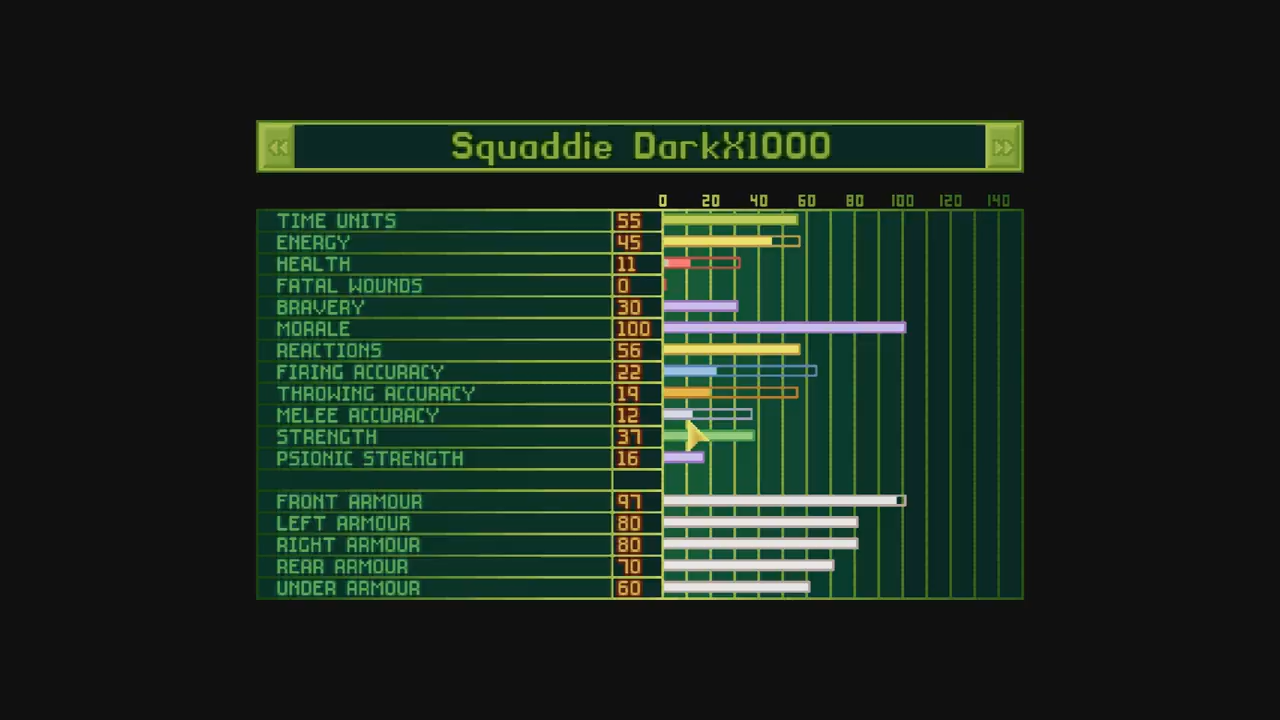 Squaddie DarkX1000
0 20 40 60 80 100 120 140
TIME UNITS 55
ENERGY 45
HEALTH 11
FATAL WOUNDS 0
BRAVERY 30
MORALE 100
REACTIONS 56
FIRING ACCURACY 22
THROWING ACCURACY 19
MELEE ACCURACY 12
STRENGTH 37
PSIONIC STRENGTH 16
FRONT ARMOUR 97
LEFT ARMOUR 80
RIGHT ARMOUR 80
REAR ARMOUR 70
UNDER ARMOUR 60